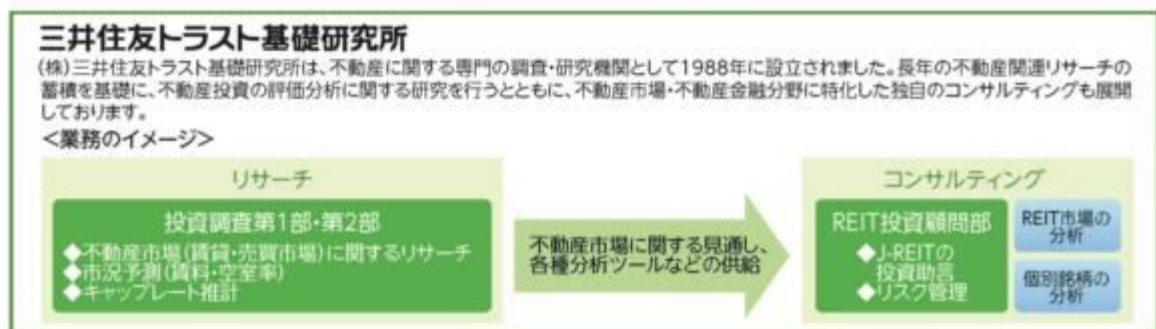 三井住友トラスト基礎研究所
(株)三井住友トラスト基礎研究所は、不動産に関する専門の調査・研究機関として1988年に設立されました。長年の不動産関連リサーチの
蓄積を基礎に、不動産投資の評価分析に関する研究を行うとともに、不動産市場・不動産金融分野に特化した独自のコンサルティングも展開
しております。
<業務のイメージ>
リサーチ
投資調査第1部・第2部
◆不動産市場(賃貸・売買市場)に関するリサーチ
◆市況予測(賃料・空室率)
◆キャップレート推計
不動産市場に関する見通し、
各種分析ツールなどの供給
コンサルティング
REIT投資顧問部
◆J-REITの
投資助言
◆リスク管理
REIT市場の
分析
個別銘柄の
分析